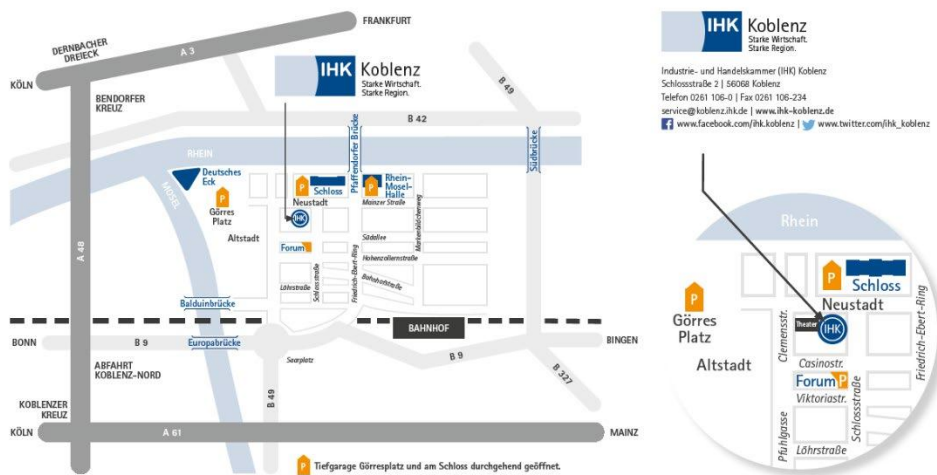 FRANKFURT
DERNBACHER
DREIECK
A 3
KÖLN
BENDORFER
KREUZ
IHK Koblenz
Starke Wirtschaft.
Starke Region.
B 49
B 42
RHEIN
MOSEL
Deutsches
Eck
P
Görres
Platz
Altstadt
P
Schloss
Neustadt
IHK
Pfaffendorfer Brücke
P
Rhein-
Mosel-
Halle
Mainzer Straße
Markenbildchenweg
Südbrücke
Südallee
Forum P
Hohenzollernstraße
Bahnhofstraße
Löhrstraße
Schlossstraße
Friedrich-Ebert-Ring
A 48
Balduinbrücke
BAHNHOF
BONN
B 9
Europabrücke
Saarplatz
B 9
BINGEN
ABFAHRT
KOBLENZ-NORD
B 49
B 327
KOBLENZER
KREUZ
KÖLN
A 61
MAINZ
P Tiefgarage Görresplatz und am Schloss durchgehend geöffnet.
IHK Koblenz
Starke Wirtschaft.
Starke Region.
Industrie- und Handelskammer (IHK) Koblenz
Schlossstraße 2 | 56068 Koblenz
Telefon 0261 106-0 | Fax 0261 106-234
service@koblenz.ihk.de | www.ihk-koblenz.de
www.facebook.com/ihk.koblenz | www.twitter.com/ihk_koblenz
Rhein
P
Schloss
Neustadt
P
Görres
Platz
Altstadt
Clemensstr.
Theater
IHK
Friedrich-Ebert-Ring
Casinostr.
Forum P
Viktoriastr.
Schlossstraße
Pfuhlgasse
Löhrstraße